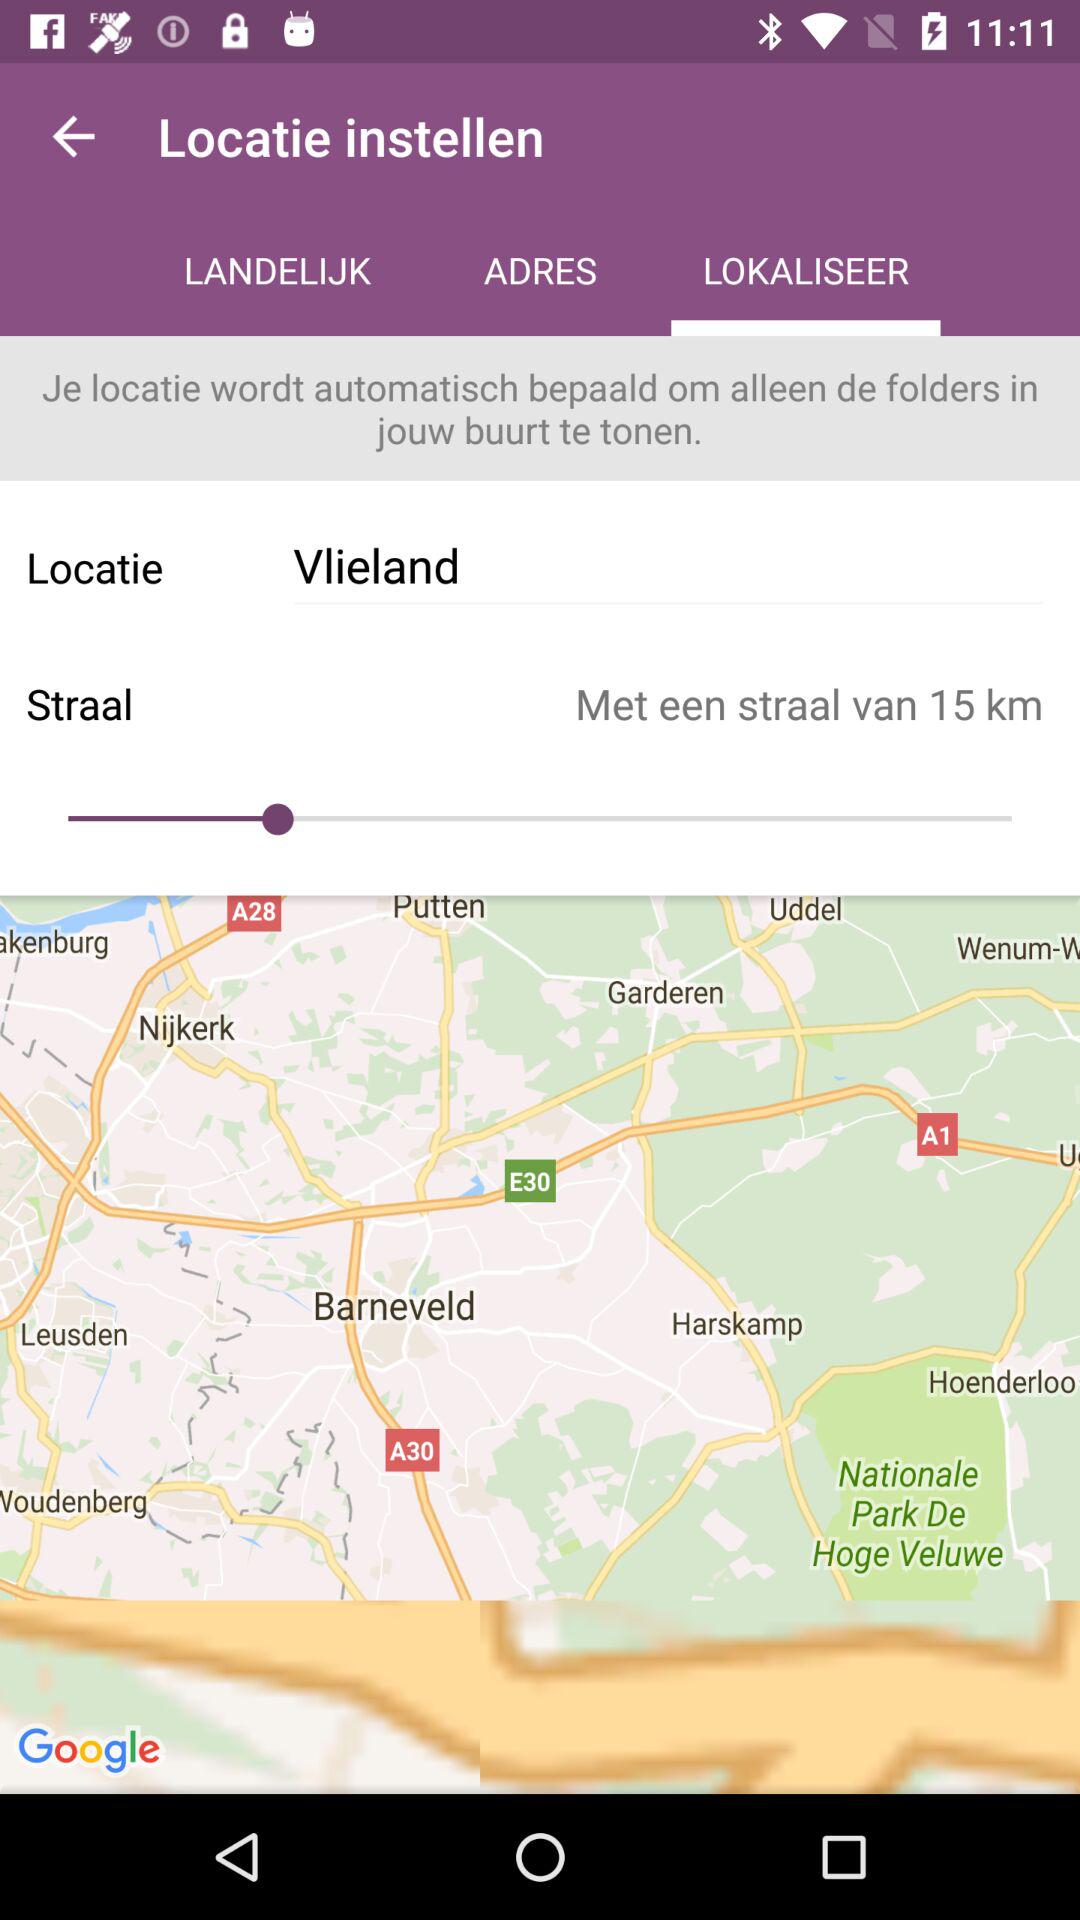 FAKE
11:11
Locatie instellen
LANDELIJK ADRES LOKALISEER
Je locatie wordt automatisch bepaald om alleen de folders in
jouw buurt te tonen.
Locatie Vlieland
Straal Met een straal van 15 km
A28 Putten Uddel
akenburg Wenum-W
Garderen
Nijkerk
A1
E30
Barneveld
Harskamp
Leusden
Hoenderloo
A30
Nationale
Park De
Hoge Veluwe
Woudenberg
Google